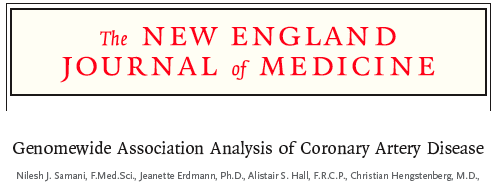 The NEW ENGLAND
JOURNAL of MEDICINE
Genomewide Association Analysis of Coronary Artery Disease
Nilesh J. Samani, F.Med.Sci., Jeanette Erdmann, Ph.D., Alistair S. Hall, F.R.C.P., Christian Hengstenberg, M.D.,